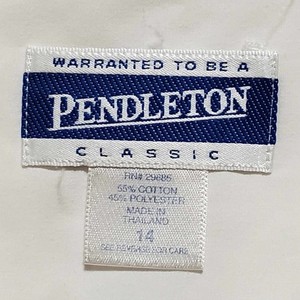 WARRANTED TO BE A
PENDLETON
CLASSIC
RN# 29685
55% COTTON
45% POLYESTER
MADE IN
THAILAND
14
SEE REVERSE FOR CARE